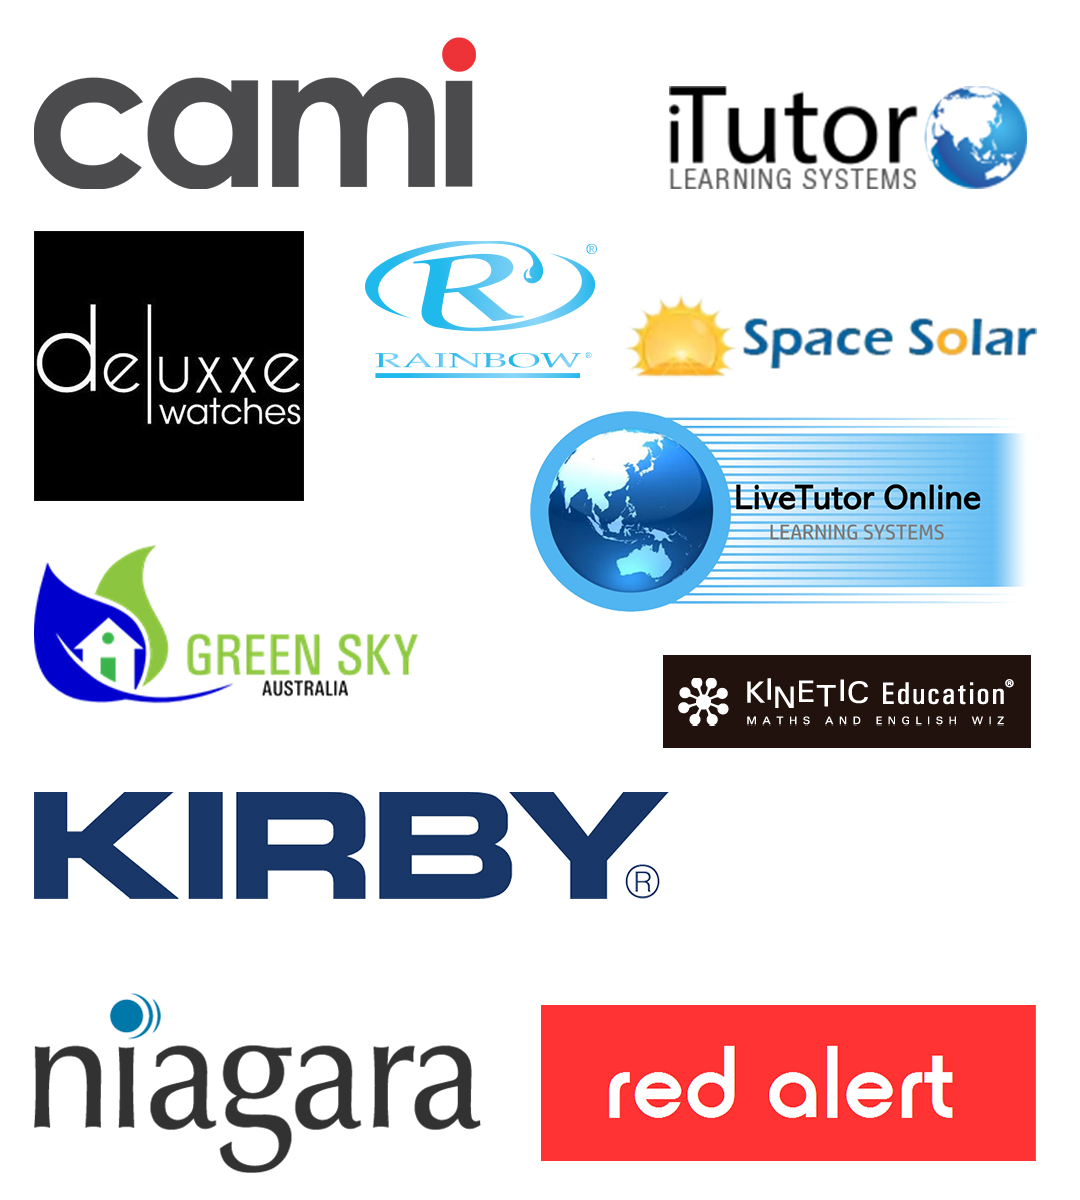 cami
iTutor
LEARNING SYSTEMS
deluxxe
watches
R®
RAINBOW®
Space Solar
LiveTutor Online
LEARNING SYSTEMS
GREEN SKY
AUSTRALIA
KINETIC Education®
MATHS AND ENGLISH WIZ
KIRBY®
niagara
red alert